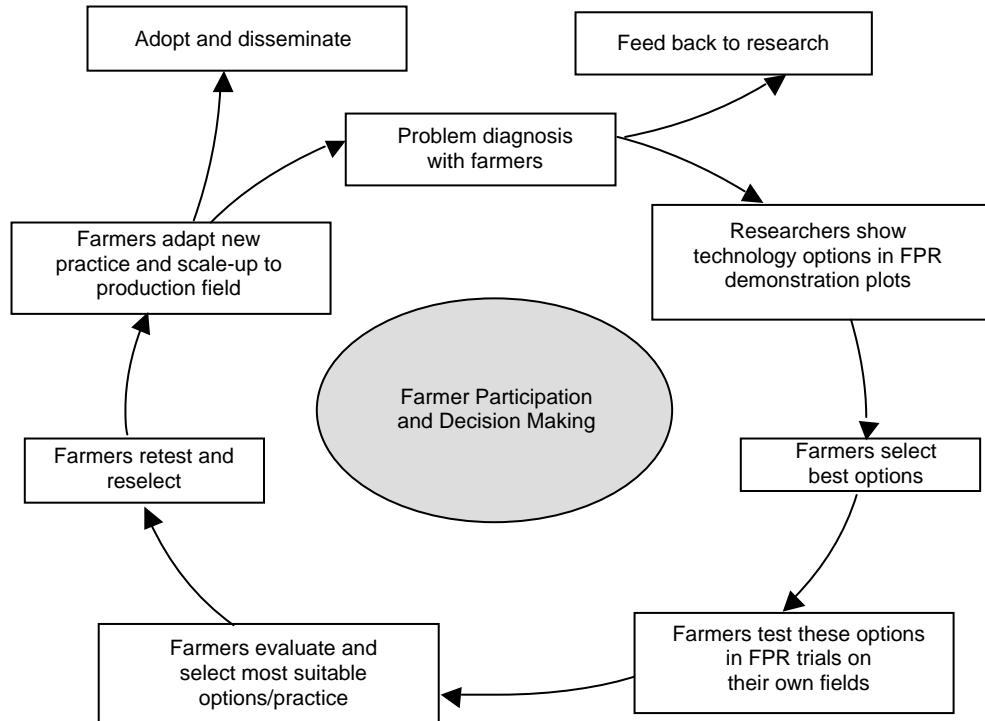 Adopt and disseminate
Feed back to research
Problem diagnosis
with farmers
Researchers show
technology options in FPR
demonstration plots
Farmers adapt new
practice and scale-up to
production field
Farmer Participation
and Decision Making
Farmers select
best options
Farmers retest and
reselect
Farmers test these options
in FPR trials on
their own fields
Farmers evaluate and
select most suitable
options/practice